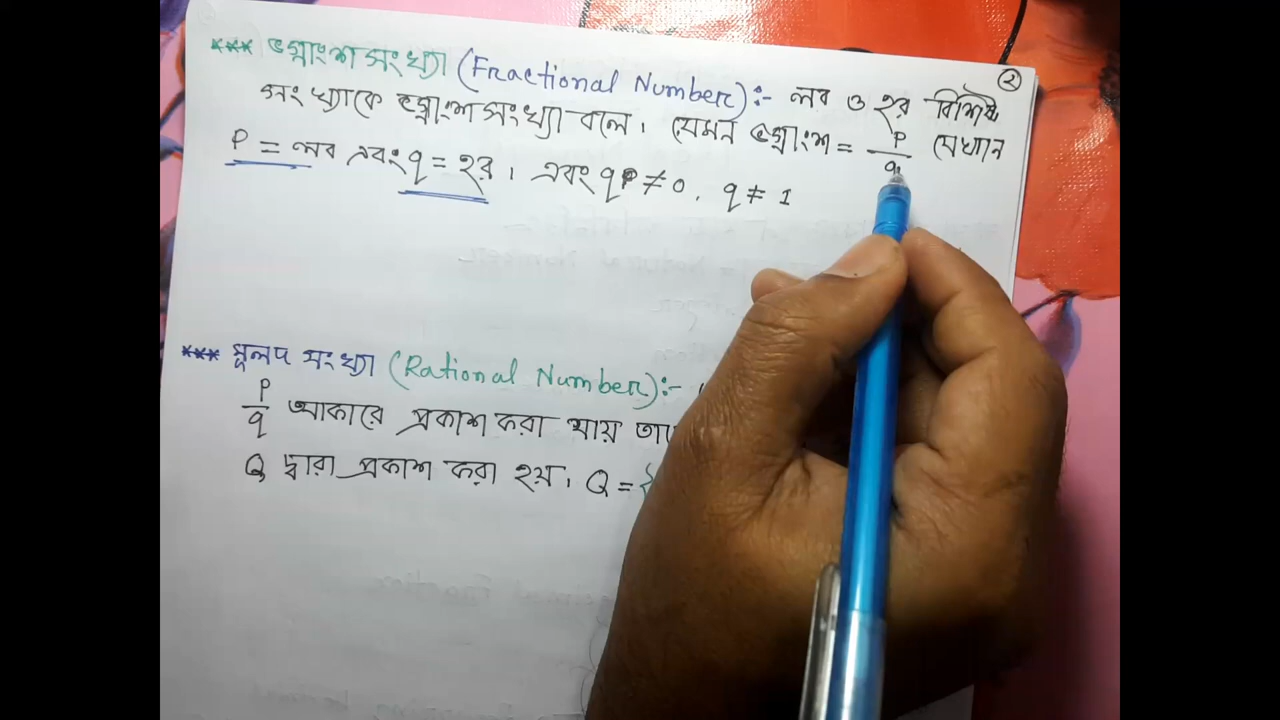 ②
*** ভগ্নাংশ সংখ্যা (Fractional Number):- লব ও হর বিশিষ্ট
সংখ্যাকে ভগ্নাংশ সংখ্যা বলে। যেমন ভগ্নাংশ = p/q যেখানে
P = লব এবং q = হর। এবং q ≠ 0, q ≠ 1
*** মূলদ সংখ্যা (Rational Number):-
p/q আকারে প্রকাশ করা যায়
Q দ্বারা প্রকাশ করা হয়। Q = {